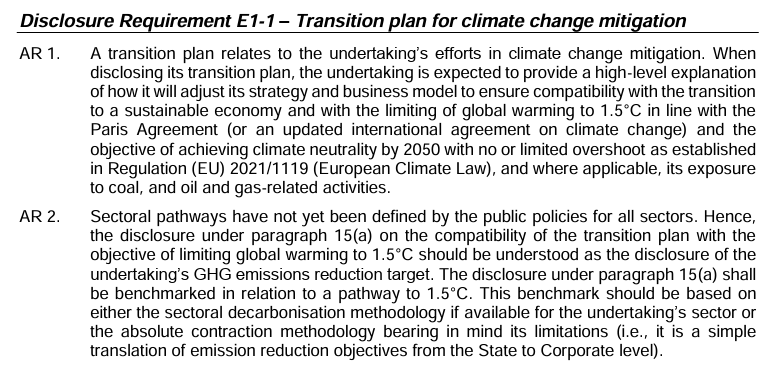 Disclosure Requirement E1-1 – Transition plan for climate change mitigation
AR 1. A transition plan relates to the undertaking's efforts in climate change mitigation. When
disclosing its transition plan, the undertaking is expected to provide a high-level explanation
of how it will adjust its strategy and business model to ensure compatibility with the transition
to a sustainable economy and with the limiting of global warming to 1.5°C in line with the
Paris Agreement (or an updated international agreement on climate change) and the
objective of achieving climate neutrality by 2050 with no or limited overshoot as established
in Regulation (EU) 2021/1119 (European Climate Law), and where applicable, its exposure
to coal, and oil and gas-related activities.
AR 2. Sectoral pathways have not yet been defined by the public policies for all sectors. Hence,
the disclosure under paragraph 15(a) on the compatibility of the transition plan with the
objective of limiting global warming to 1.5°C should be understood as the disclosure of the
undertaking's GHG emissions reduction target. The disclosure under paragraph 15(a) shall
be benchmarked in relation to a pathway to 1.5°C. This benchmark should be based on
either the sectoral decarbonisation methodology if available for the undertaking's sector or
the absolute contraction methodology bearing in mind its limitations (i.e., it is a simple
translation of emission reduction objectives from the State to Corporate level).